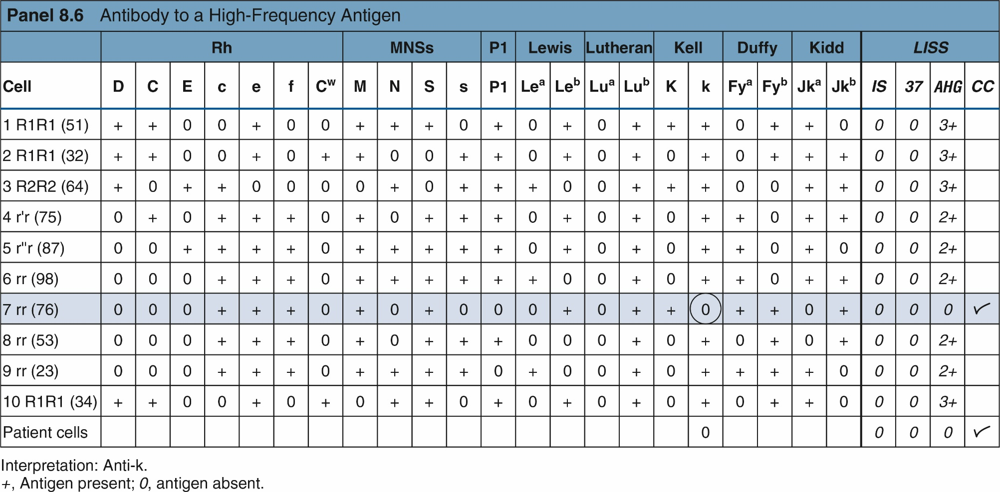 Panel 8.6 Antibody to a High-Frequency Antigen
Rh MNSs P1 Lewis Lutheran Kell Duffy Kidd LISS
Cell D C E c e f Cʷ M N S s P1 Leᵃ Leᵇ Luᵃ Luᵇ K k Fyᵃ Fyᵇ Jkᵃ Jkᵇ IS 37 AHG CC
1 R1R1 (51) + + 0 0 + 0 0 + + + 0 + 0 + 0 + + + 0 + + 0 0 0 3+
2 R1R1 (32) + + 0 0 + 0 + + 0 0 + + 0 + 0 + 0 + 0 + + + 0 0 3+
3 R2R2 (64) + 0 + + 0 0 0 0 + 0 + + + 0 0 + + + 0 0 + + 0 0 3+
4 r'r (75) 0 + 0 + + + 0 + 0 + + + 0 + 0 + 0 + + 0 + + 0 0 2+
5 r"r (87) 0 0 + + + + 0 + + + + + 0 + 0 + 0 + + 0 + 0 0 0 2+
6 rr (98) 0 0 0 + + + 0 + + + + + + 0 0 + 0 + + 0 + + 0 0 2+
7 rr (76) 0 0 0 + + + 0 + 0 + 0 0 0 + 0 + + 0 + + 0 + 0 0 0 ✓
8 rr (53) 0 0 0 + + + 0 + 0 + + + 0 0 0 + 0 + 0 + 0 + 0 0 2+
9 rr (23) 0 0 0 + + + 0 + + + + 0 + 0 0 + 0 + + + + 0 0 0 2+
10 R1R1 (34) + + 0 0 + 0 + 0 + + 0 + 0 + 0 + 0 + 0 + + 0 0 0 3+
Patient cells 0 0 0 0 ✓
Interpretation: Anti-k.
+, Antigen present; 0, antigen absent.